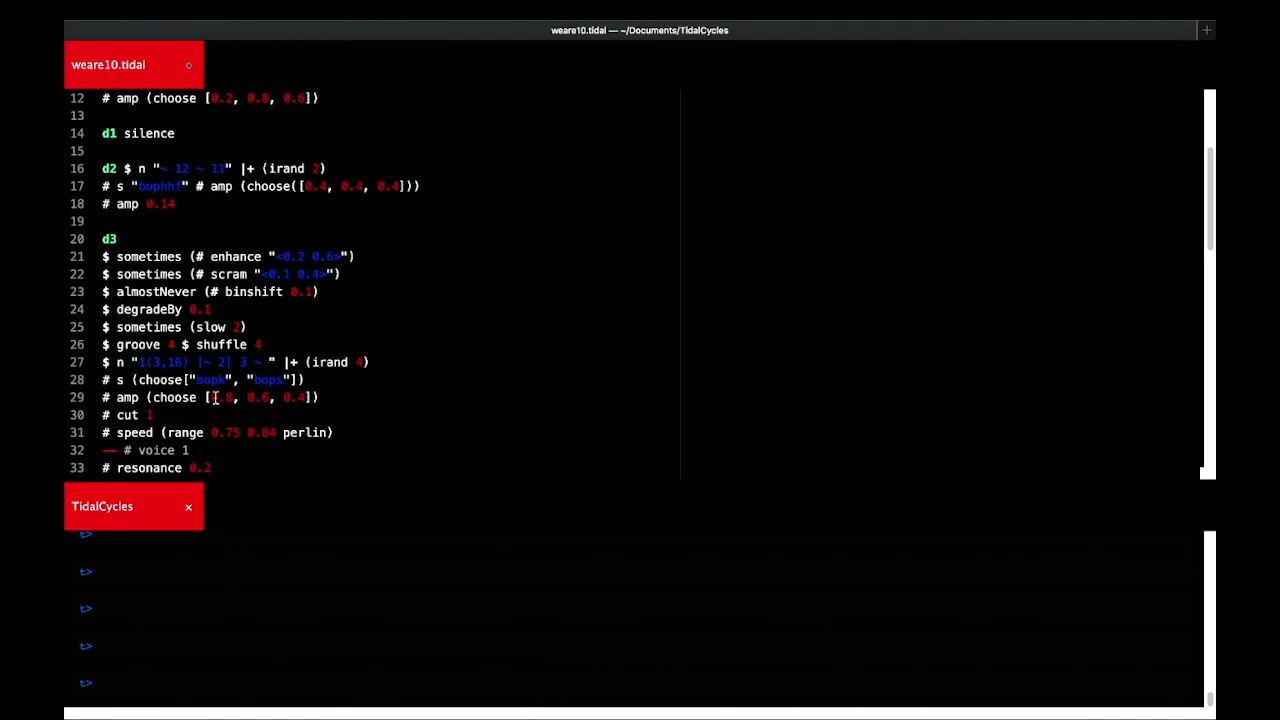 weare10.tidal — ~/Documents/TidalCycles
weare10.tidal
12 # amp (choose [0.2, 0.8, 0.6])
13
14 d1 silence
15
16 d2 $ n "~ 12 ~ 11" |+ (irand 2)
17 # s "bophhf" # amp (choose([0.4, 0.4, 0.4]))
18 # amp 0.14
19
20 d3
21 $ sometimes (# enhance "<0.2 0.6>")
22 $ sometimes (# scram "<0.1 0.4>")
23 $ almostNever (# binshift 0.1)
24 $ degradeBy 0.1
25 $ sometimes (slow 2)
26 $ groove 4 $ shuffle 4
27 $ n "1(3,16) [~ 2] 3 ~ " |+ (irand 4)
28 # s (choose["bopk", "bops"])
29 # amp (choose [0.8, 0.6, 0.4])
30 # cut 1
31 # speed (range 0.75 0.84 perlin)
32 -- # voice 1
33 # resonance 0.2
TidalCycles ×
t>
t>
t>
t>
t>